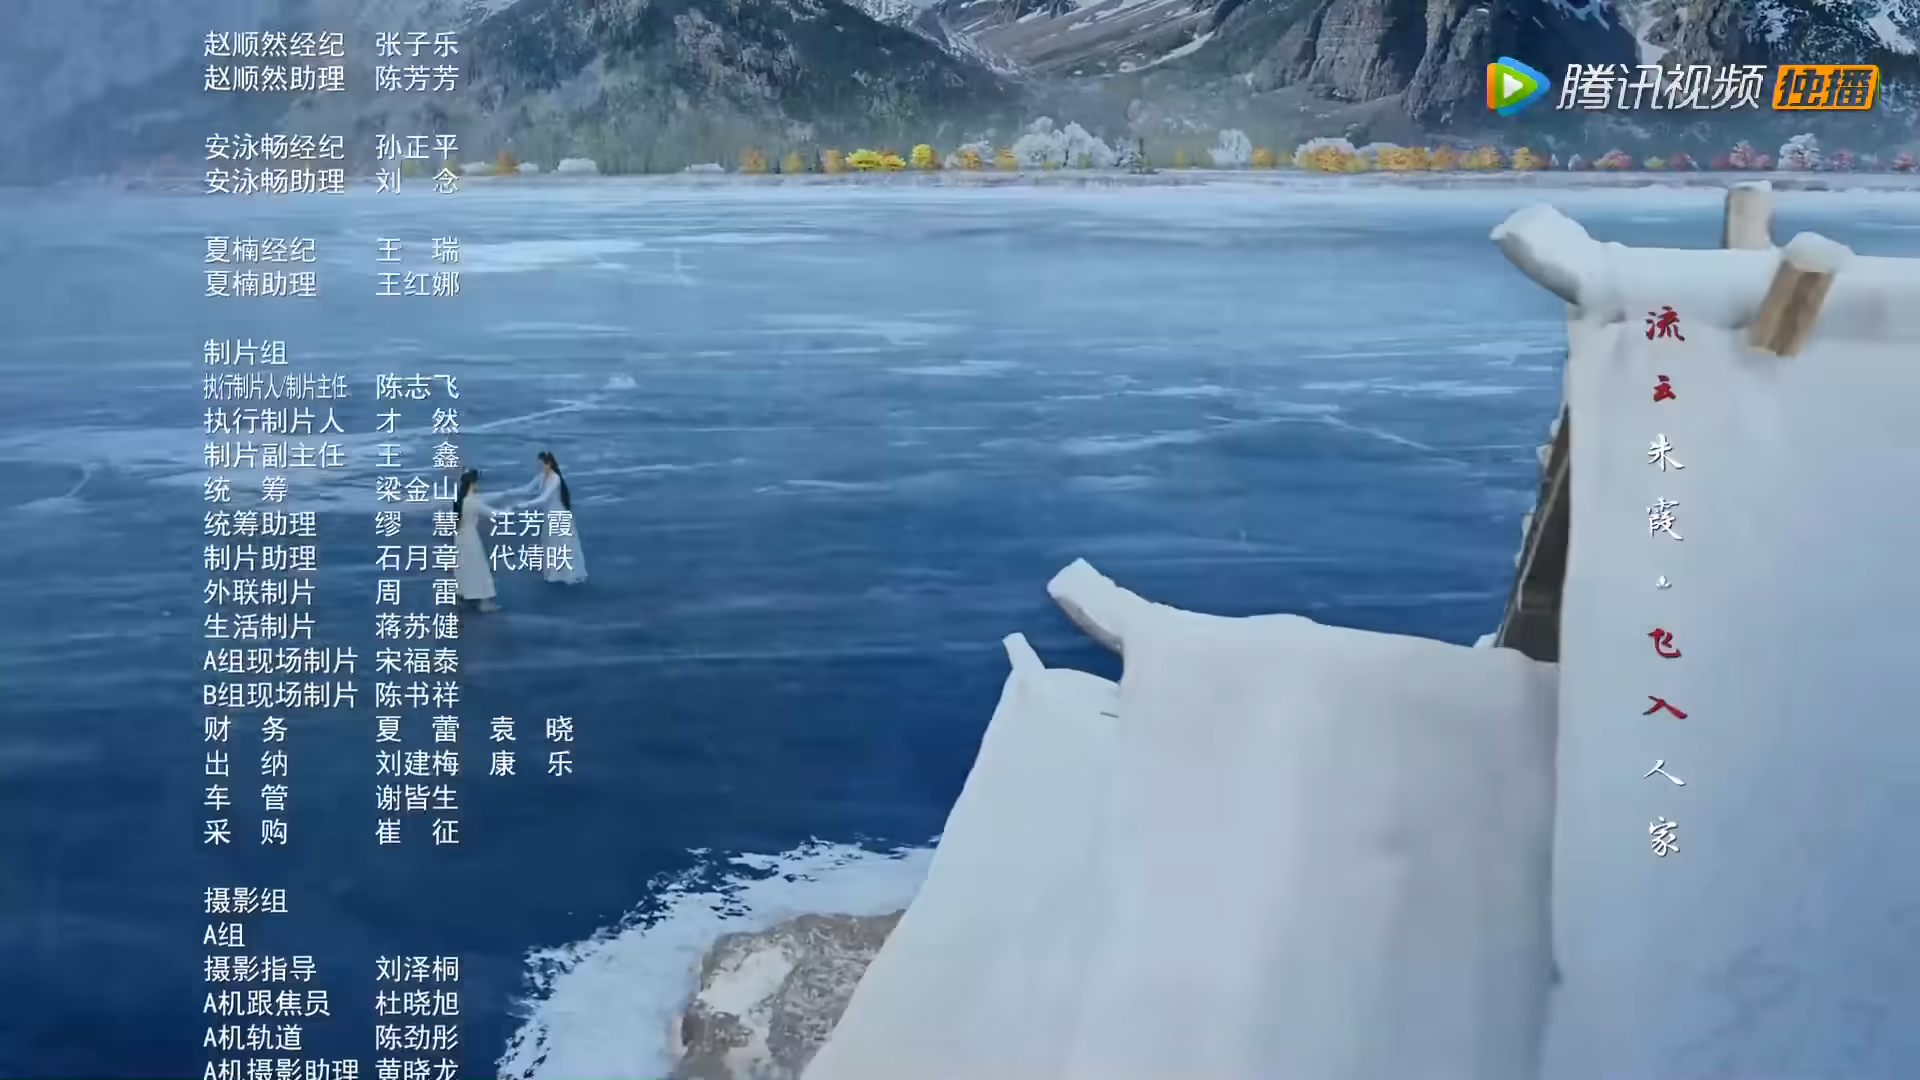 赵顺然经纪 张子乐
赵顺然助理 陈芳芳
安泳畅经纪 孙正平
安泳畅助理 刘 念
夏楠经纪 王 瑞
夏楠助理 王红娜
制片组
执行制片人/制片主任 陈志飞
执行制片人 才 然
制片副主任 王 鑫
统 筹 梁金山
统筹助理 缪 慧 汪芳霞
制片助理 石月章 代婧昳
外联制片 周 雷
生活制片 蒋苏健
A组现场制片 宋福泰
B组现场制片 陈书祥
财 务 夏 蕾 袁 晓
出 纳 刘建梅 康 乐
车 管 谢皆生
采 购 崔 征
摄影组
A组
摄影指导 刘泽桐
A机跟焦员 杜晓旭
A机轨道 陈劲彤
A机摄影助理 黄晓龙
腾讯视频 独播
流云朱霞 飞入人家